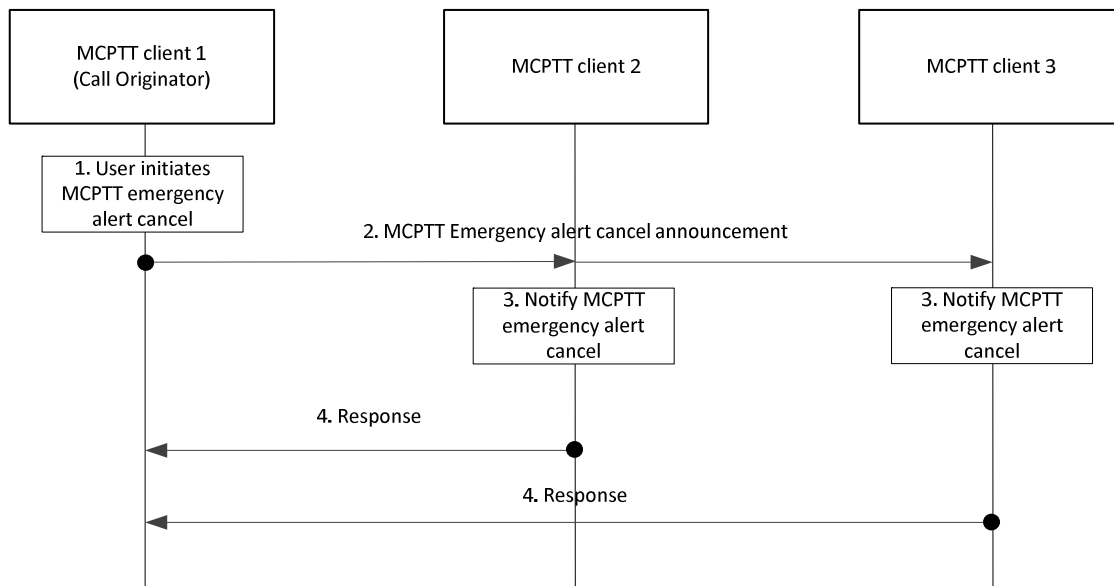 MCPTT client 1
(Call Originator)
MCPTT client 2
MCPTT client 3
1. User initiates
MCPTT emergency
alert cancel
2. MCPTT Emergency alert cancel announcement
3. Notify MCPTT
emergency alert
cancel
3. Notify MCPTT
emergency alert
cancel
4. Response
4. Response